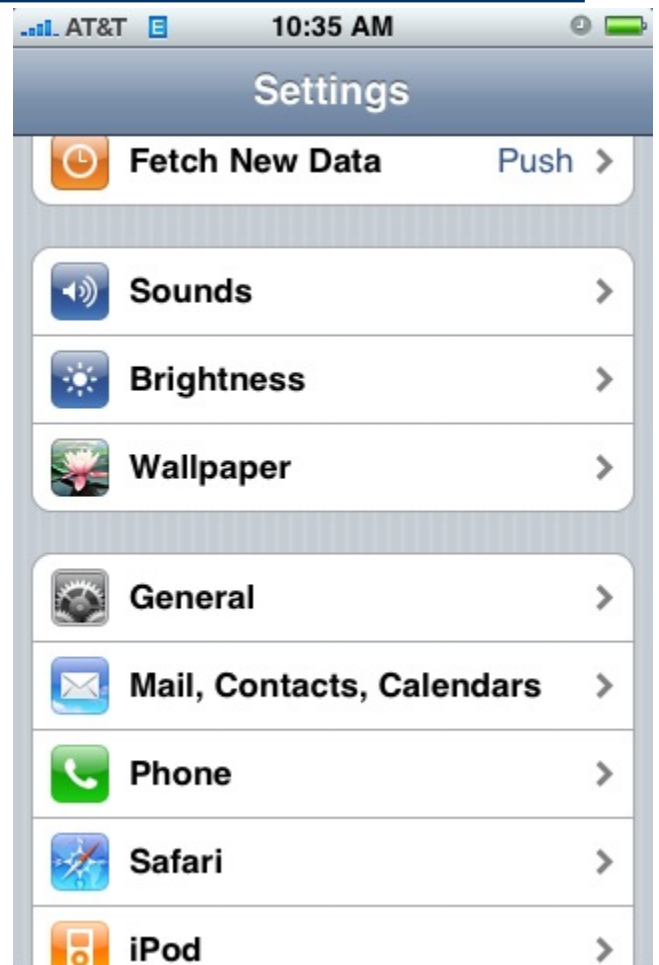 AT&T E 10:35 AM
Settings
Fetch New Data Push
Sounds
Brightness
Wallpaper
General
Mail, Contacts, Calendars
Phone
Safari
iPod